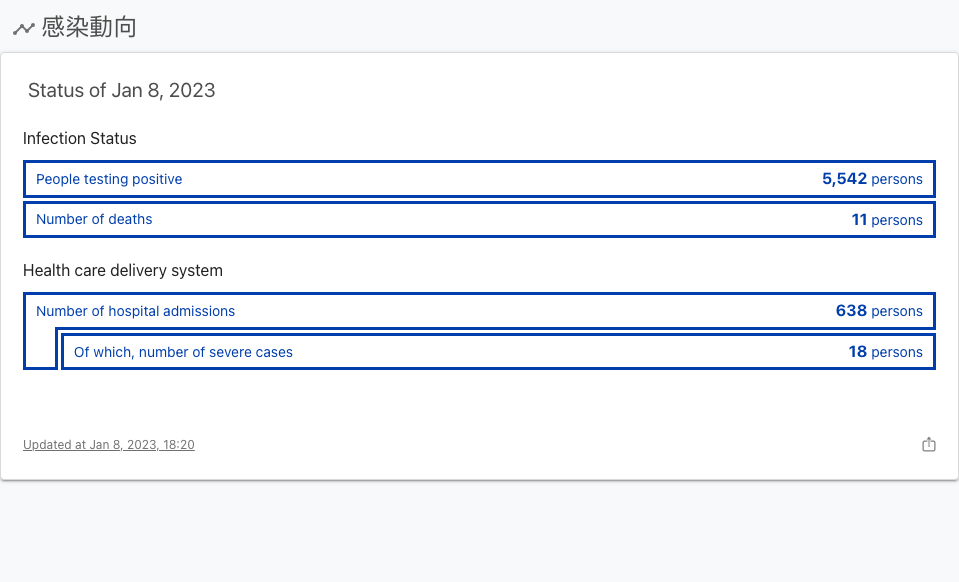 感染動向
Status of Jan 8, 2023
Infection Status
People testing positive 5,542 persons
Number of deaths 11 persons
Health care delivery system
Number of hospital admissions 638 persons
Of which, number of severe cases 18 persons
Updated at Jan 8, 2023, 18:20